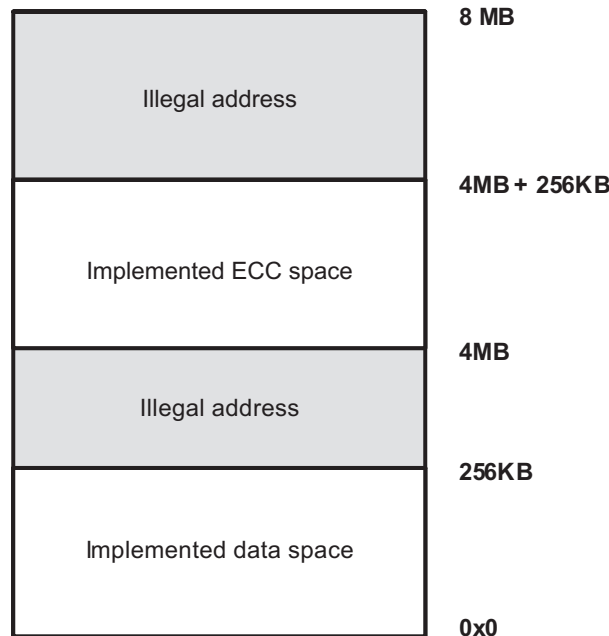 8 MB
Illegal address
4MB + 256KB
Implemented ECC space
4MB
Illegal address
256KB
Implemented data space
0x0